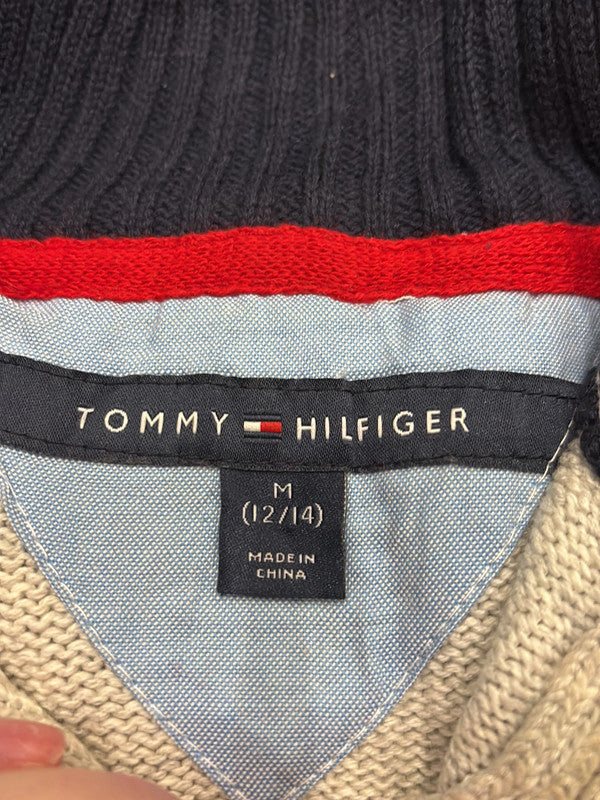 TOMMY HILFIGER
M
(12/14)
MADE IN
CHINA